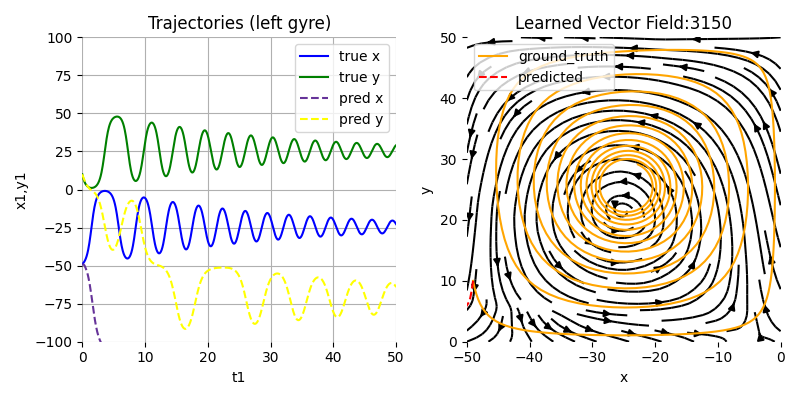 Trajectories (left gyre)
100
75
50
25
0
−25
−50
−75
−100
x1,y1
0
10
20
30
40
50
t1
true x
true y
pred x
pred y
Learned Vector Field:3150
50
40
30
20
10
0
y
−50
−40
−30
−20
−10
0
x
ground_truth
predicted